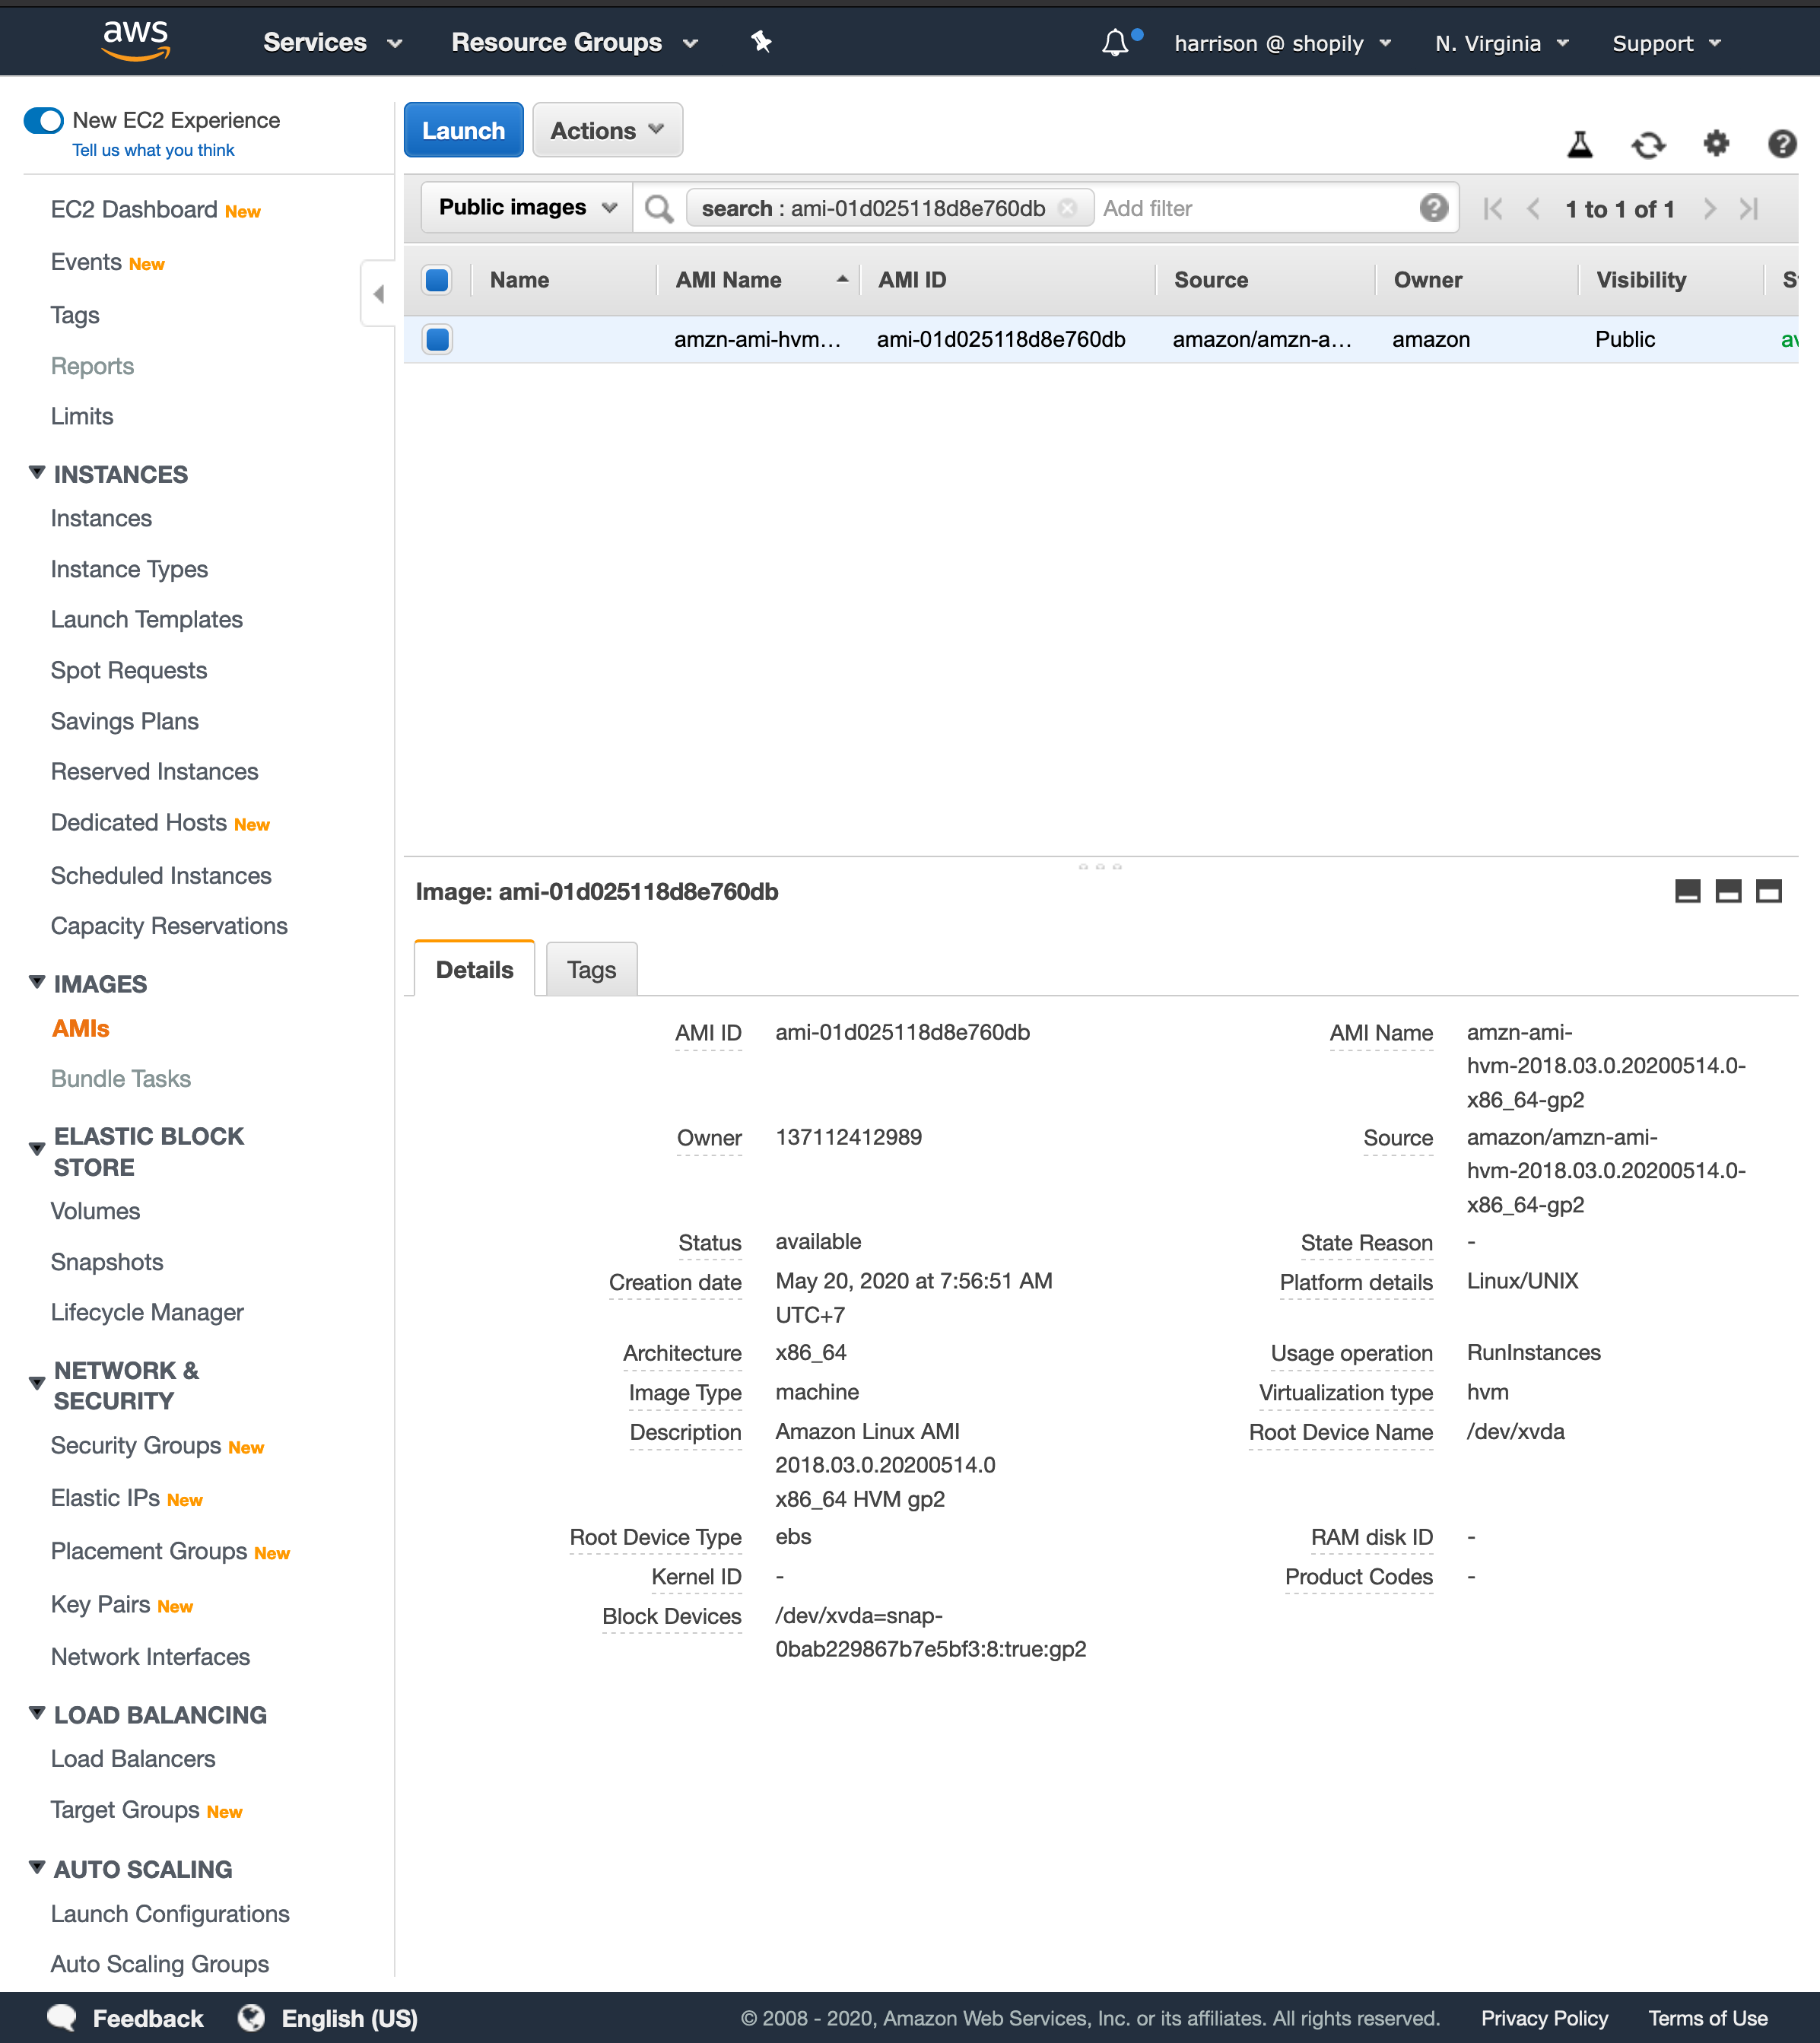 aws Services Resource Groups harrison @ shopily N. Virginia Support
New EC2 Experience
Tell us what you think
EC2 Dashboard New
Events New
Tags
Reports
Limits
INSTANCES
Instances
Instance Types
Launch Templates
Spot Requests
Savings Plans
Reserved Instances
Dedicated Hosts New
Scheduled Instances
Capacity Reservations
IMAGES
AMIs
Bundle Tasks
ELASTIC BLOCK
STORE
Volumes
Snapshots
Lifecycle Manager
NETWORK &
SECURITY
Security Groups New
Elastic IPs New
Placement Groups New
Key Pairs New
Network Interfaces
LOAD BALANCING
Load Balancers
Target Groups New
AUTO SCALING
Launch Configurations
Auto Scaling Groups
Launch Actions
Public images search : ami-01d025118d8e760db Add filter 1 to 1 of 1
Name AMI Name AMI ID Source Owner Visibility S
amzn-ami-hvm... ami-01d025118d8e760db amazon/amzn-a... amazon Public av
Image: ami-01d025118d8e760db
Details Tags
AMI ID ami-01d025118d8e760db
AMI Name amzn-ami-
hvm-2018.03.0.20200514.0-
x86_64-gp2
Owner 137112412989
Source amazon/amzn-ami-
hvm-2018.03.0.20200514.0-
x86_64-gp2
Status available
State Reason -
Creation date May 20, 2020 at 7:56:51 AM
UTC+7
Platform details Linux/UNIX
Architecture x86_64
Usage operation RunInstances
Image Type machine
Virtualization type hvm
Description Amazon Linux AMI
2018.03.0.20200514.0
x86_64 HVM gp2
Root Device Name /dev/xvda
Root Device Type ebs
RAM disk ID -
Kernel ID -
Product Codes -
Block Devices /dev/xvda=snap-
0bab229867b7e5bf3:8:true:gp2
Feedback English (US) © 2008 - 2020, Amazon Web Services, Inc. or its affiliates. All rights reserved. Privacy Policy Terms of Use